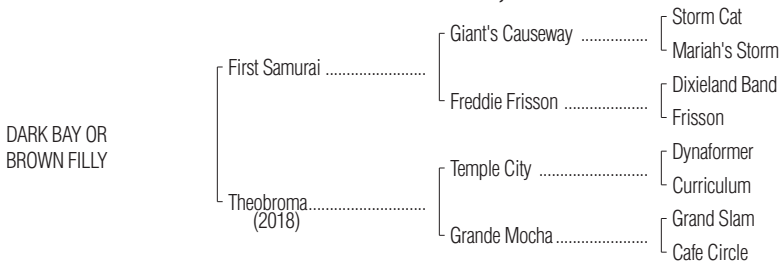 Storm Cat
Giant's Causeway ................
Mariah's Storm
First Samurai ........................
Dixieland Band
Freddie Frisson ....................
Frisson
DARK BAY OR
BROWN FILLY
Dynaformer
Temple City ..........................
Curriculum
Theobroma............................
(2018)
Grand Slam
Grande Mocha......................
Cafe Circle